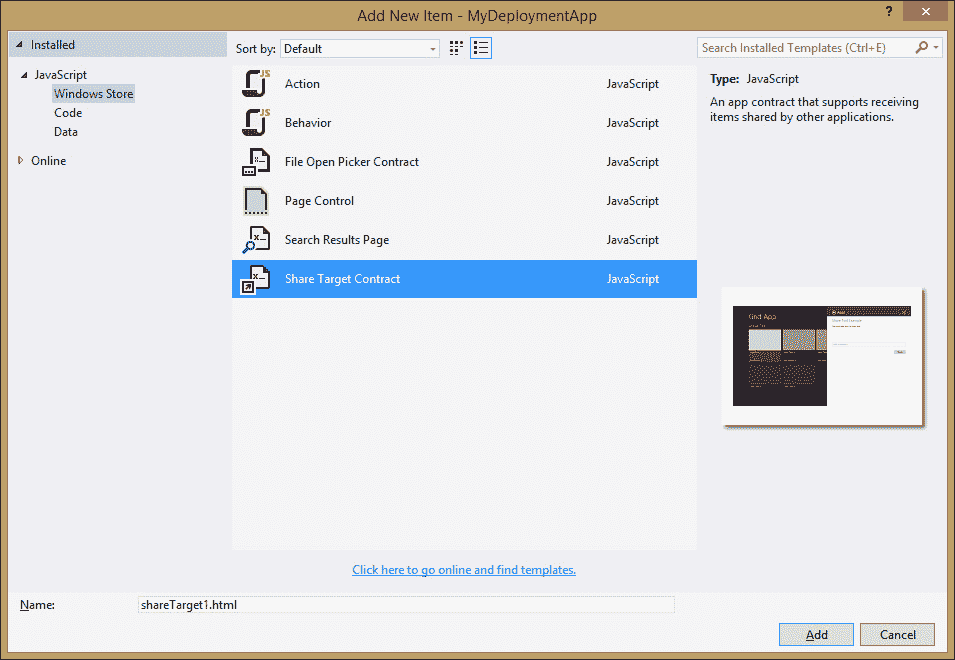 Add New Item - MyDeploymentApp
?
Installed
Sort by: Default
Search Installed Templates (Ctrl+E)
JavaScript
Windows Store
Code
Data
Online
Action JavaScript
Behavior JavaScript
File Open Picker Contract JavaScript
Page Control JavaScript
Search Results Page JavaScript
Share Target Contract JavaScript
Type: JavaScript
An app contract that supports receiving
items shared by other applications.
Grid App
Click here to go online and find templates.
Name: shareTarget1.html
Add Cancel